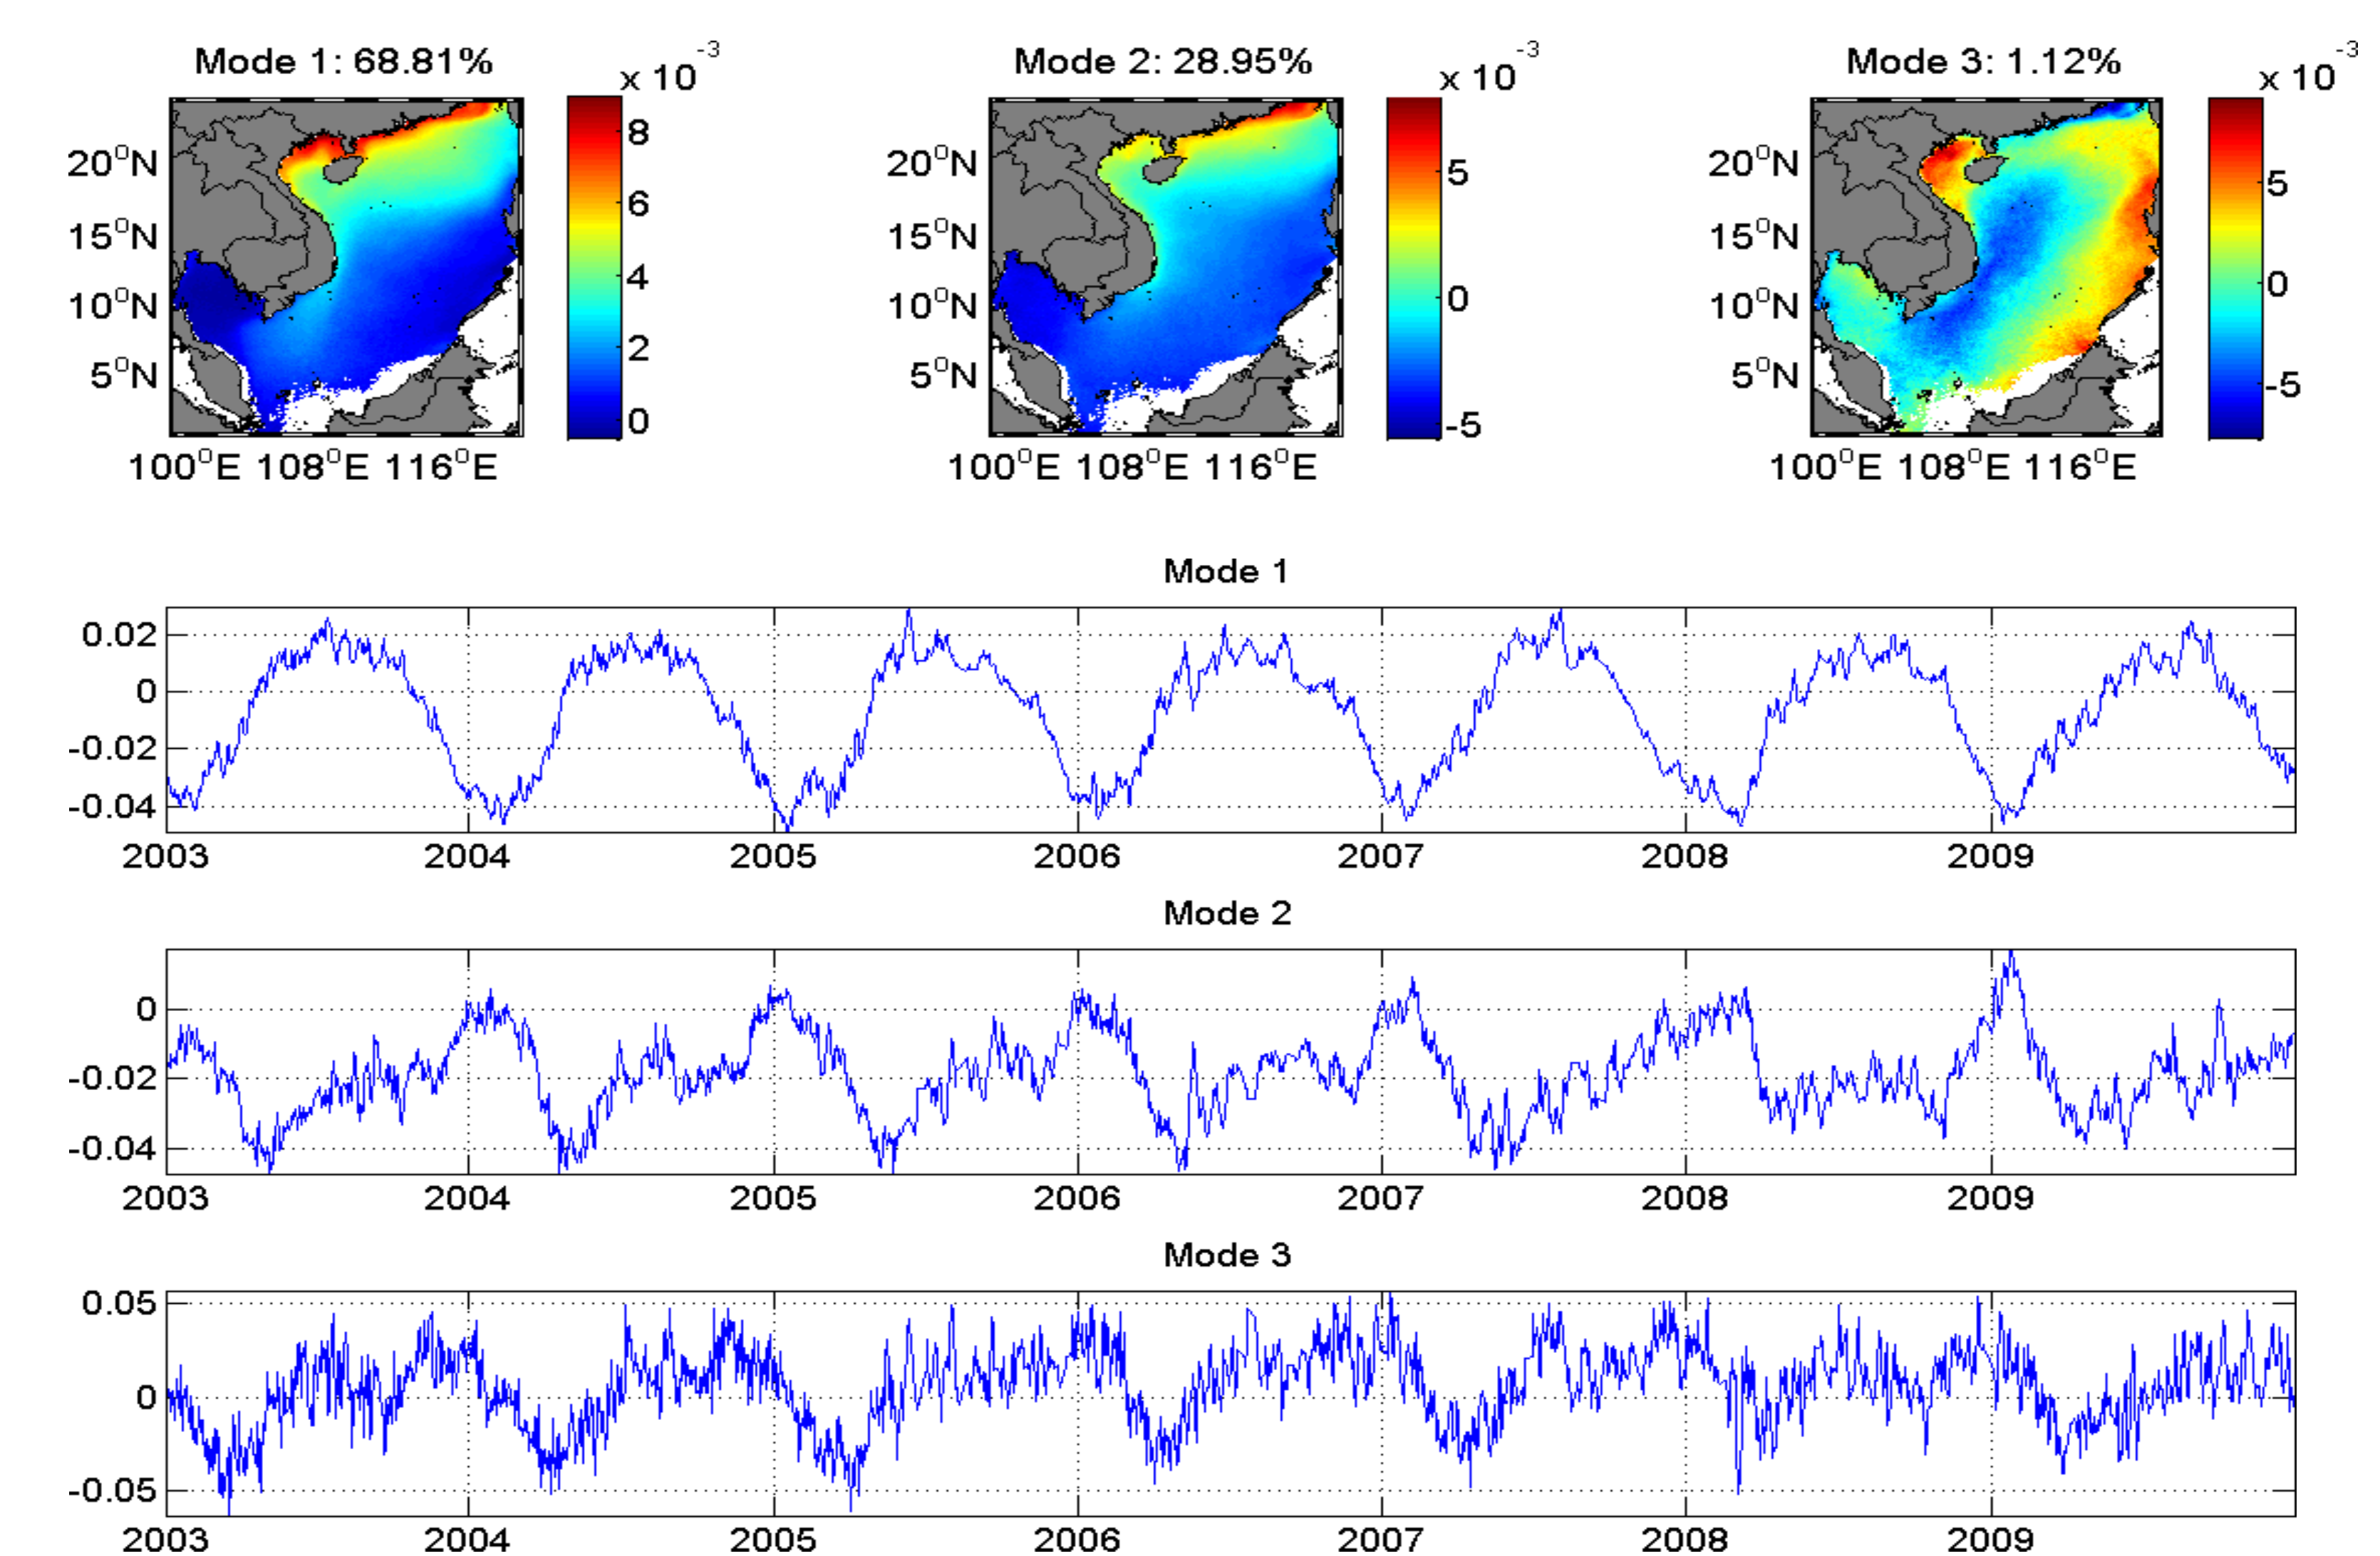 Mode 1: 68.81% Mode 2: 28.95% Mode 3: 1.12%
x 10⁻³ x 10⁻³ x 10⁻³
8 6 4 2 0
5 0 -5
5 0 -5
20°N 15°N 10°N 5°N
20°N 15°N 10°N 5°N
20°N 15°N 10°N 5°N
100°E 108°E 116°E 100°E 108°E 116°E 100°E 108°E 116°E
Mode 1
0.02
0
-0.02
-0.04
2003 2004 2005 2006 2007 2008 2009
Mode 2
0
-0.02
-0.04
2003 2004 2005 2006 2007 2008 2009
Mode 3
0.05
0
-0.05
2003 2004 2005 2006 2007 2008 2009